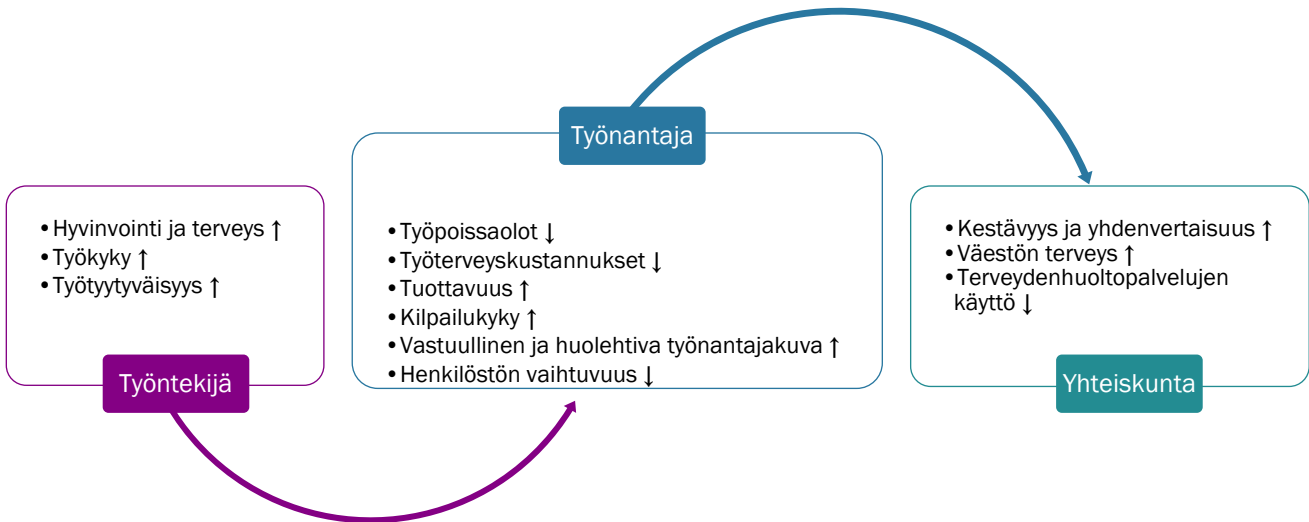 •Hyvinvointi ja terveys ↑
•Työkyky ↑
•Työtyytyväisyys ↑
Työntekijä
Työnantaja
•Työpoissaolot ↓
•Työterveyskustannukset ↓
•Tuottavuus ↑
•Kilpailukyky ↑
•Vastuullinen ja huolehtiva työnantajakuva ↑
•Henkilöstön vaihtuvuus ↓
•Kestävyys ja yhdenvertaisuus ↑
•Väestön terveys ↑
•Terveydenhuoltopalvelujen
käyttö ↓
Yhteiskunta